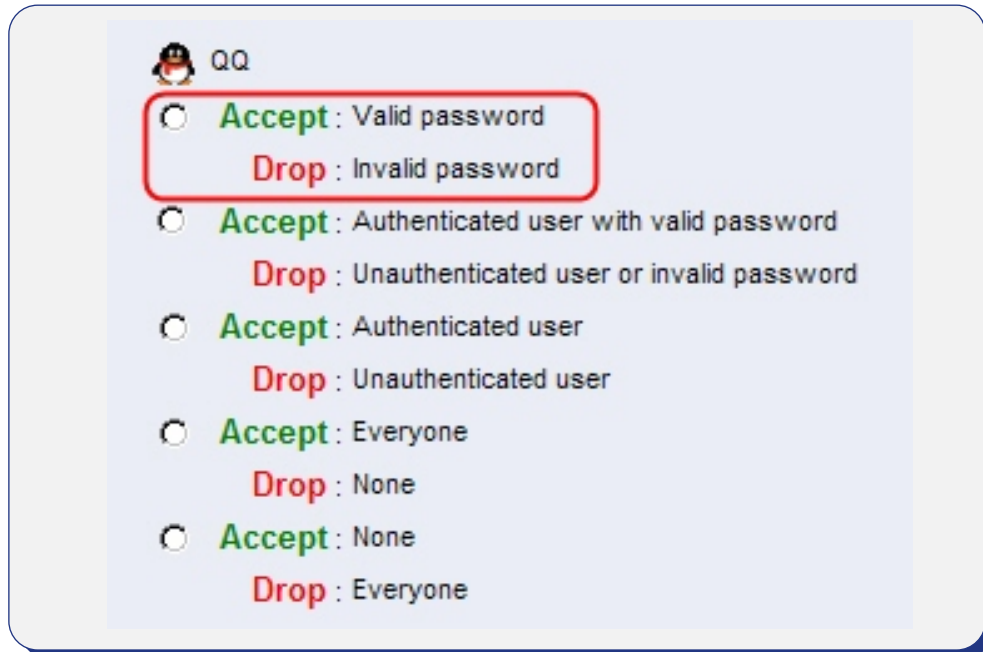 QQ
Accept : Valid password
Drop : Invalid password
Accept : Authenticated user with valid password
Drop : Unauthenticated user or invalid password
Accept : Authenticated user
Drop : Unauthenticated user
Accept : Everyone
Drop : None
Accept : None
Drop : Everyone